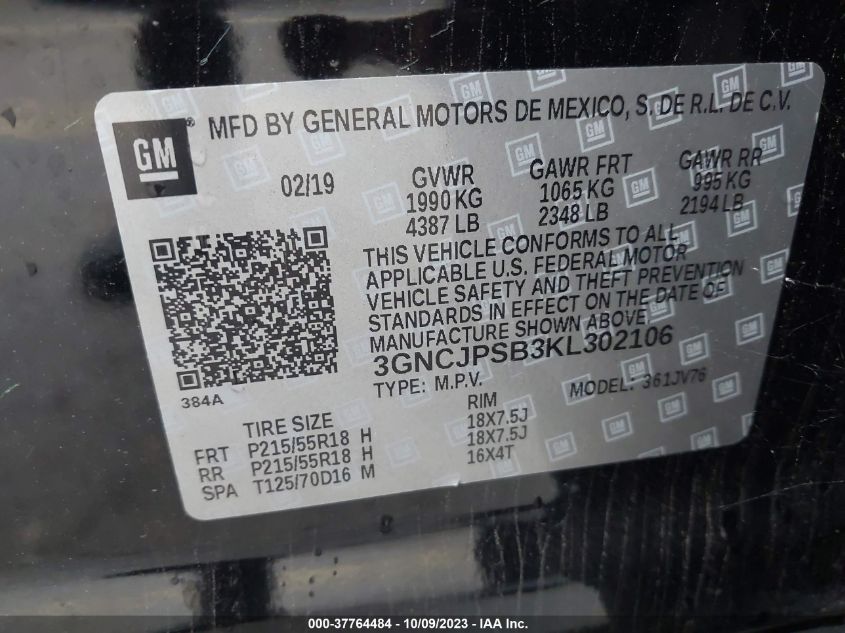 GM ® MFD BY GENERAL MOTORS DE MEXICO, S. DE R.L. DE C.V.
02/19 GVWR GAWR FRT GAWR RR
1990 KG 1065 KG 995 KG
4387 LB 2348 LB 2194 LB
THIS VEHICLE CONFORMS TO ALL
APPLICABLE U.S. FEDERAL MOTOR
VEHICLE SAFETY AND THEFT PREVENTION
STANDARDS IN EFFECT ON THE DATE OF
MANUFACTURE SHOWN ABOVE
3GNCJPSB3KL302106
TYPE: M.P.V. MODEL: 361JV76
384A
TIRE SIZE RIM
FRT P215/55R18 H 18X7.5J
RR P215/55R18 H 18X7.5J
SPA T125/70D16 M 16X4T
000-37764484 - 10/09/2023 - IAA Inc.